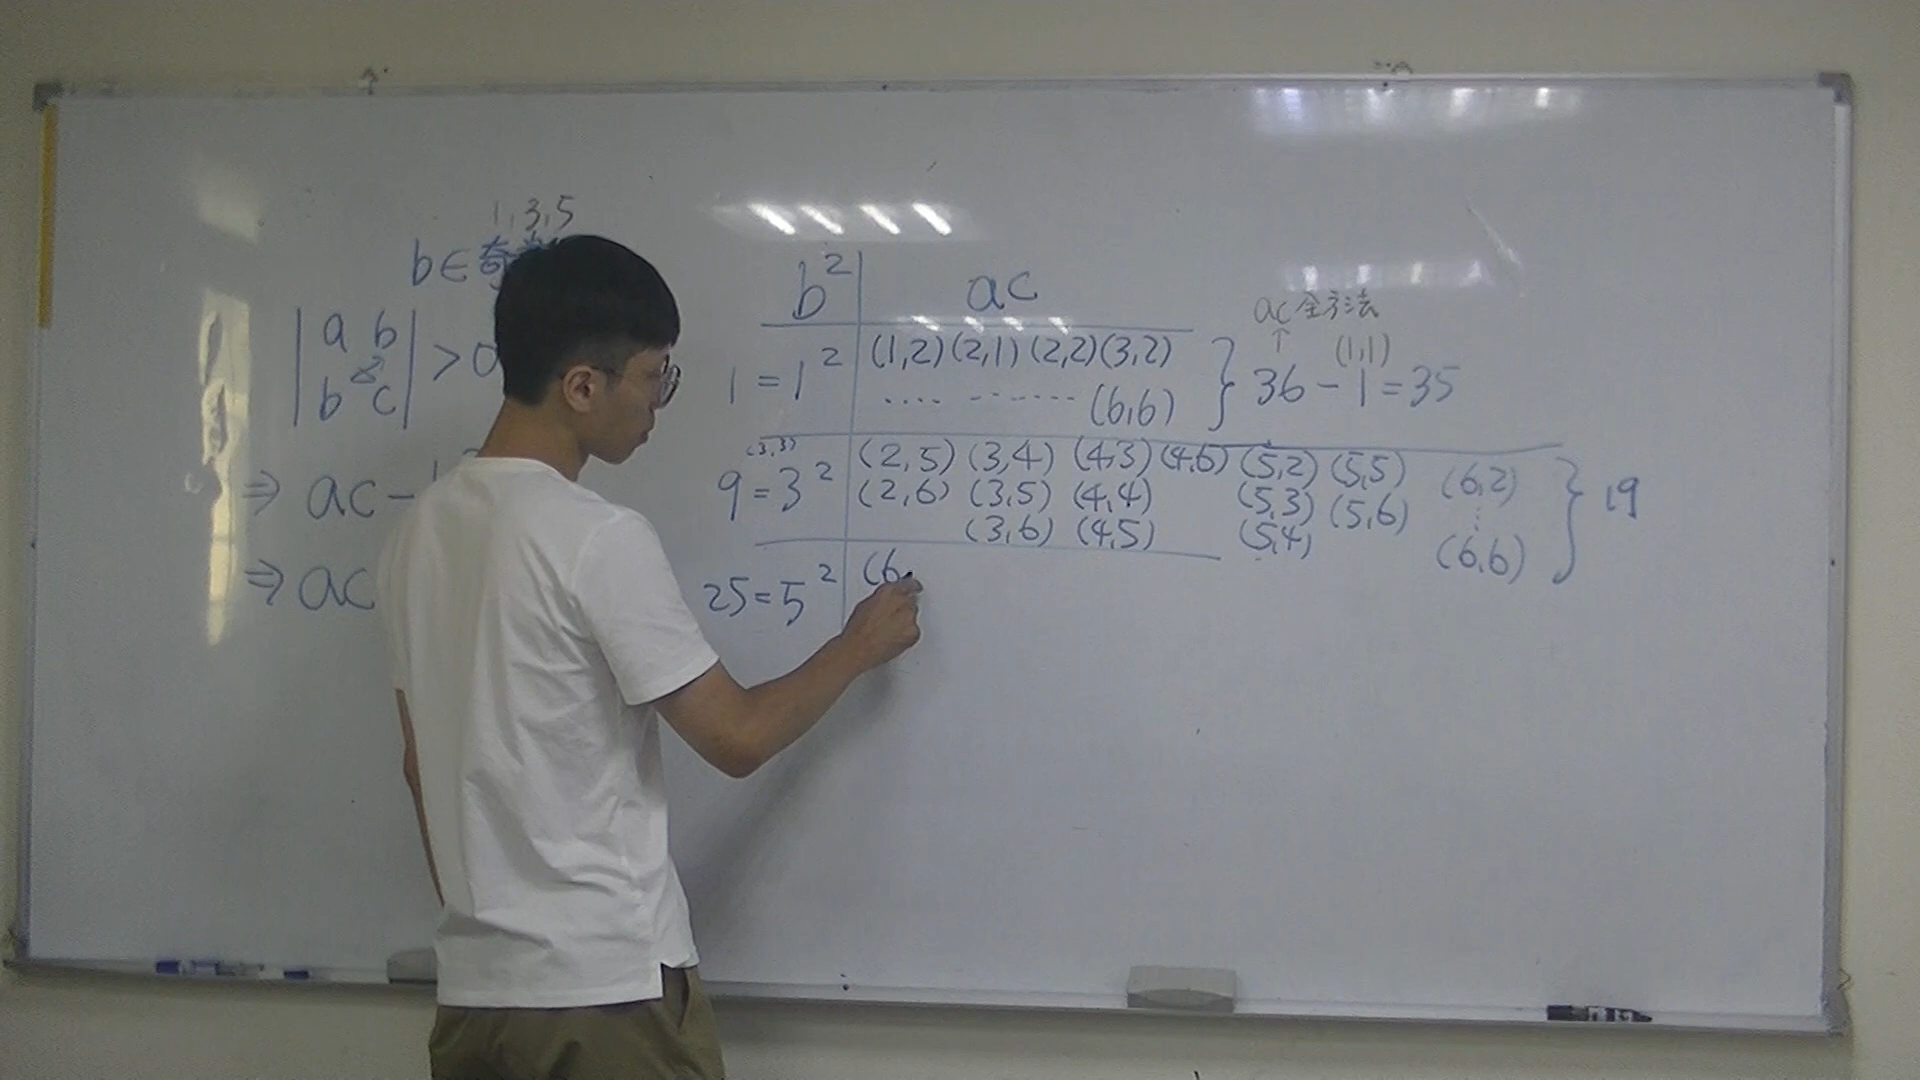 1,3,5
b∈奇
| a b |
| b c | > 0
⇒ ac -
⇒ ac
b² ac
1=1² (1,2)(2,1)(2,2)(3,2)
.... ....... (6,6)
ac全方法
↑ (1,1)
36-1=35
(3,3)
9=3² (2,5) (3,4) (4,3) (4,6) (5,2) (5,5) (6,2)
(2,6) (3,5) (4,4) (5,3) (5,6) ⋮
(3,6) (4,5) (5,4) (6,6)
19
25=5² (6,